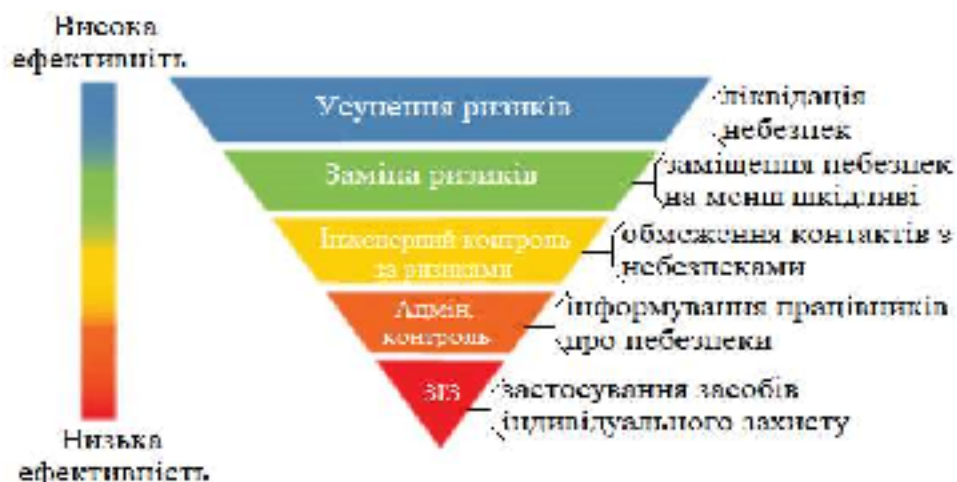 Висока
ефективніть
Усунення ризиків
ліквідація
небезпек
Заміна ризиків
заміщення небезпек
на менш шкідливі
Інженерний контроль
за ризиками
обмеження контактів з
небезпеками
Адмін.
контроль
інформування працівників
про небезпеки
ЗІЗ
застосування засобів
індивідуального захисту
Низька
ефективність